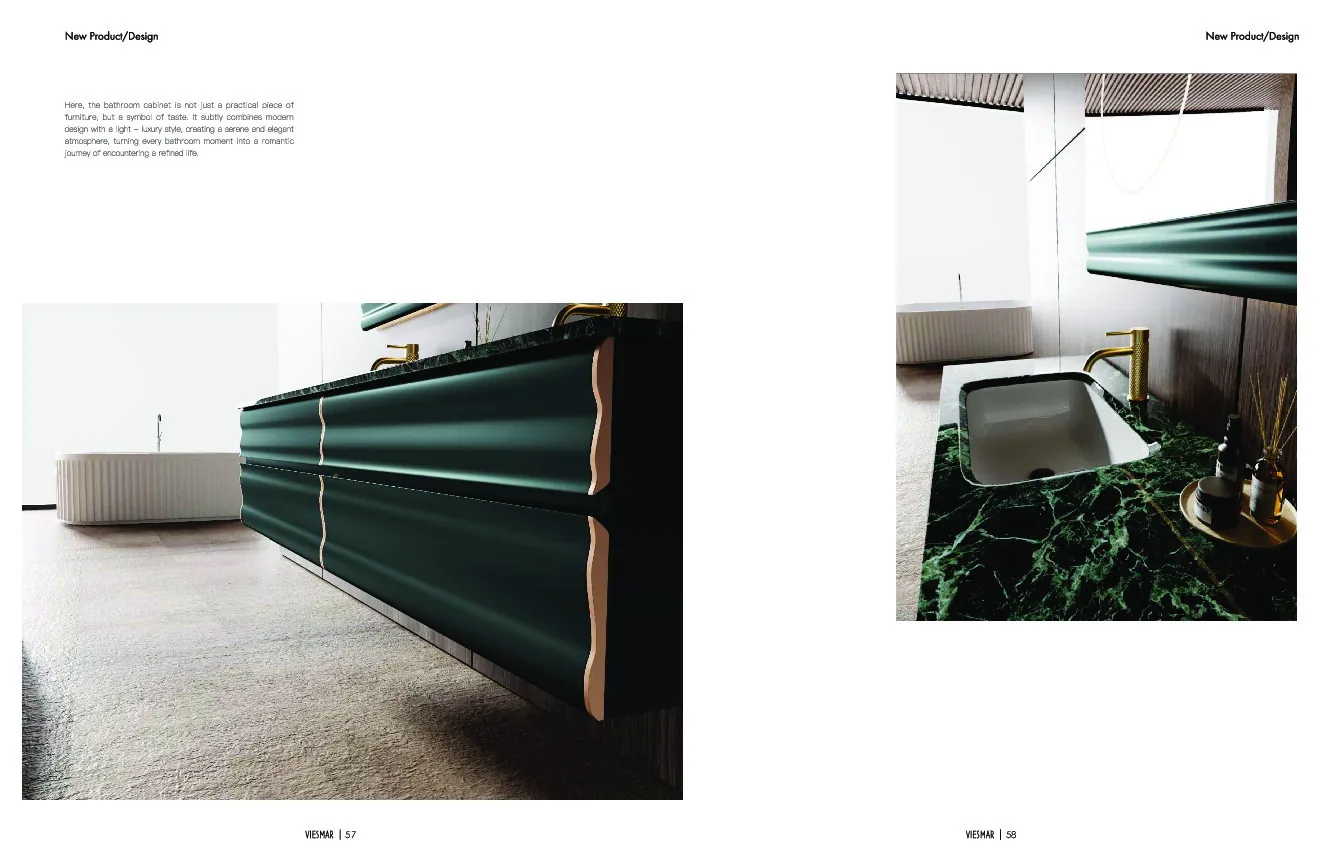 New Product/Design
Here, the bathroom cabinet is not just a practical piece of
furniture, but a symbol of taste. It subtly combines modern
design with a light – luxury style, creating a serene and elegant
atmosphere, turning every bathroom moment into a romantic
journey of encountering a refined life.
VIESMAR | 57
New Product/Design
VIESMAR | 58